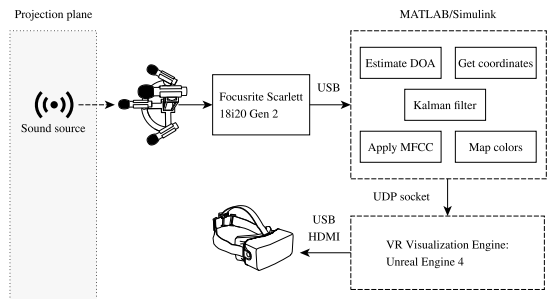 Projection plane
MATLAB/Simulink
Sound source
Focusrite Scarlett
18i20 Gen 2
USB
Estimate DOA
Get coordinates
Kalman filter
Apply MFCC
Map colors
UDP socket
USB
HDMI
VR Visualization Engine:
Unreal Engine 4